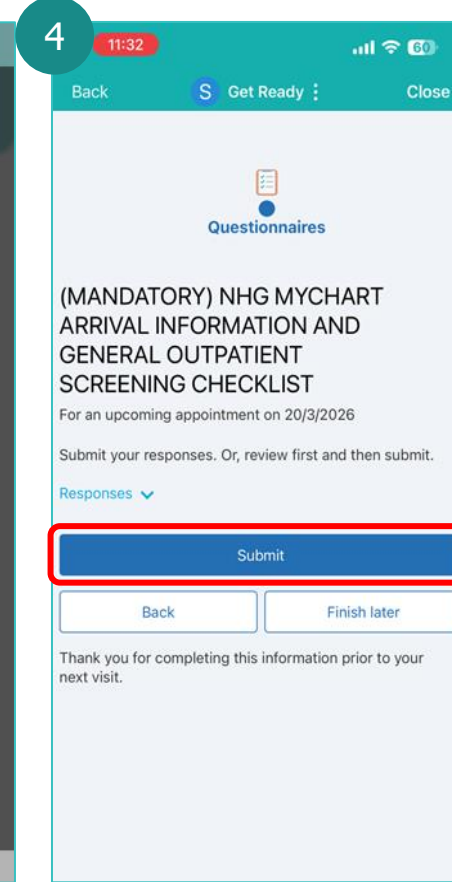 4
11:32
60
Back
S Get Ready
Close
Questionnaires
(MANDATORY) NHG MYCHART
ARRIVAL INFORMATION AND
GENERAL OUTPATIENT
SCREENING CHECKLIST
For an upcoming appointment on 20/3/2026
Submit your responses. Or, review first and then submit.
Responses
Submit
Back
Finish later
Thank you for completing this information prior to your
next visit.